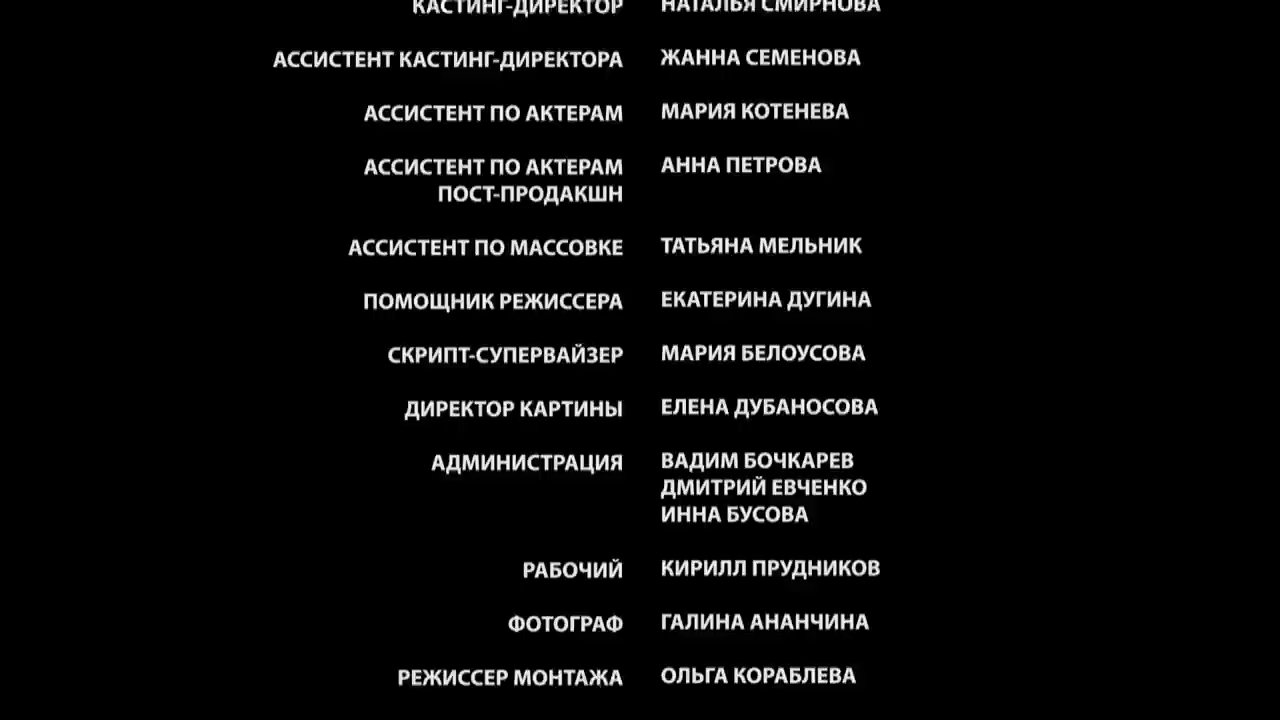 КАСТИНГ-ДИРЕКТОР НАТАЛЬЯ СМИРНОВА
АССИСТЕНТ КАСТИНГ-ДИРЕКТОРА ЖАННА СЕМЕНОВА
АССИСТЕНТ ПО АКТЕРАМ МАРИЯ КОТЕНЕВА
АССИСТЕНТ ПО АКТЕРАМ АННА ПЕТРОВА
ПОСТ-ПРОДАКШН
АССИСТЕНТ ПО МАССОВКЕ ТАТЬЯНА МЕЛЬНИК
ПОМОЩНИК РЕЖИССЕРА ЕКАТЕРИНА ДУГИНА
СКРИПТ-СУПЕРВАЙЗЕР МАРИЯ БЕЛОУСОВА
ДИРЕКТОР КАРТИНЫ ЕЛЕНА ДУБАНОСОВА
АДМИНИСТРАЦИЯ ВАДИМ БОЧКАРЕВ
ДМИТРИЙ ЕВЧЕНКО
ИННА БУСОВА
РАБОЧИЙ КИРИЛЛ ПРУДНИКОВ
ФОТОГРАФ ГАЛИНА АНАНЧИНА
РЕЖИССЕР МОНТАЖА ОЛЬГА КОРАБЛЕВА